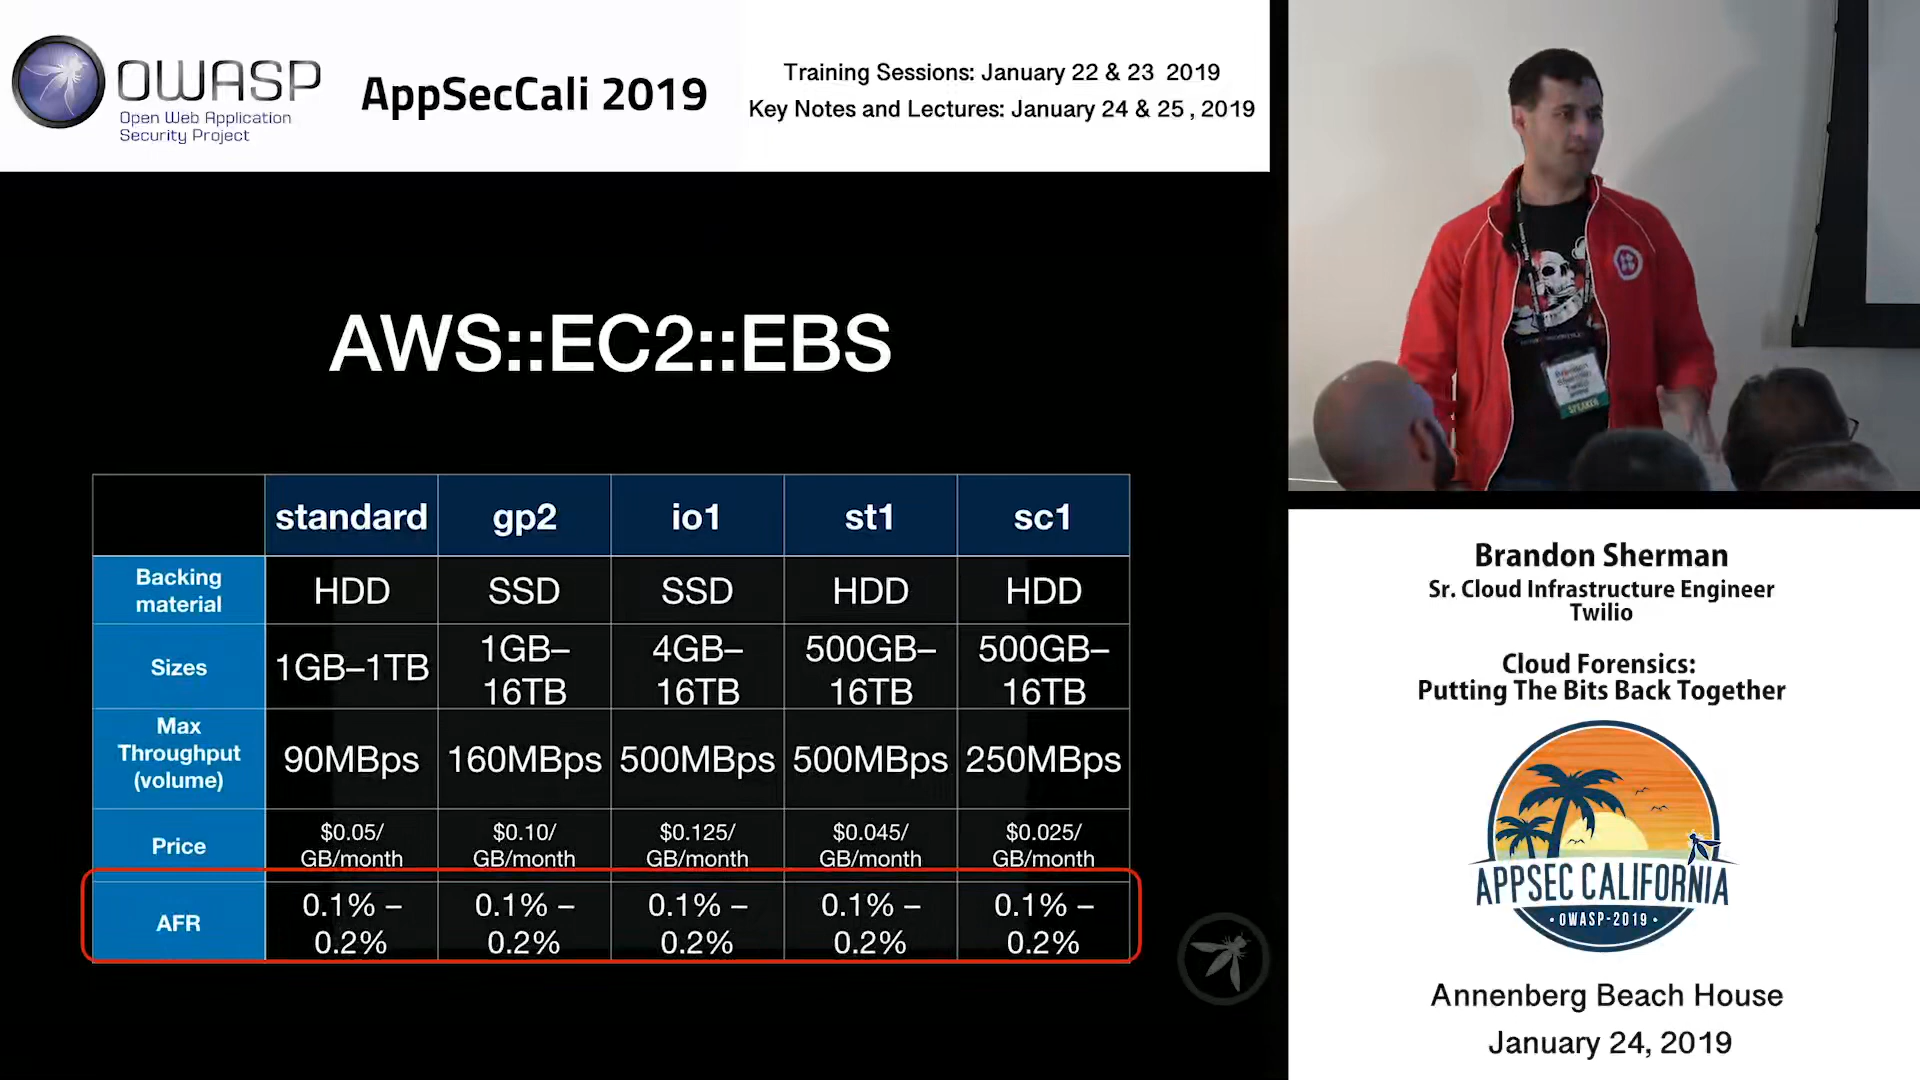 OWASP
Open Web Application
Security Project
AppSecCali 2019
Training Sessions: January 22 & 23 2019
Key Notes and Lectures: January 24 & 25 , 2019
AWS::EC2::EBS
standard gp2 io1 st1 sc1
Backing material HDD SSD SSD HDD HDD
Sizes 1GB–1TB 1GB–16TB 4GB–16TB 500GB–16TB 500GB–16TB
Max Throughput (volume) 90MBps 160MBps 500MBps 500MBps 250MBps
Price $0.05/GB/month $0.10/GB/month $0.125/GB/month $0.045/GB/month $0.025/GB/month
AFR 0.1% – 0.2% 0.1% – 0.2% 0.1% – 0.2% 0.1% – 0.2% 0.1% – 0.2%
Brandon
Sherman
Twilio
SPEAKER
Brandon Sherman
Sr. Cloud Infrastructure Engineer
Twilio
Cloud Forensics:
Putting The Bits Back Together
APPSEC CALIFORNIA
• OWASP-2019 •
Annenberg Beach House
January 24, 2019